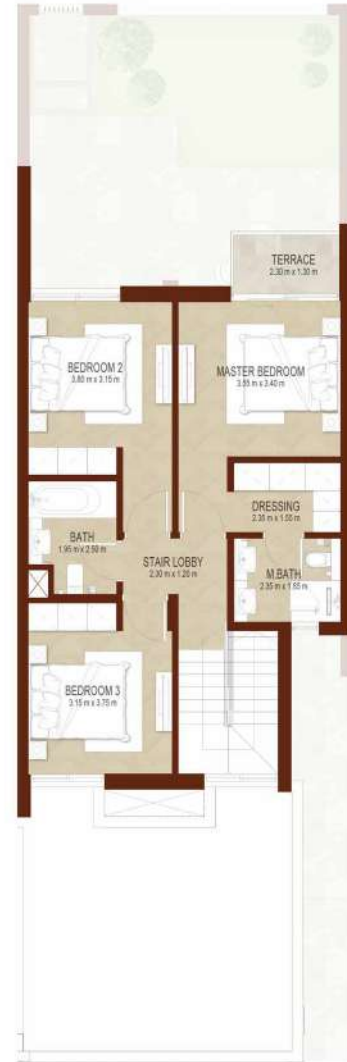 TERRACE
2.30 m x 1.30 m
BEDROOM 2
3.80 m x 3.15 m
MASTER BEDROOM
3.55 m x 3.40 m
DRESSING
2.35 m x 1.55 m
BATH
1.95 m x 2.50 m
STAIR LOBBY
2.30 m x 1.20 m
M.BATH
2.35 m x 1.55 m
BEDROOM 3
3.15 m x 3.75 m